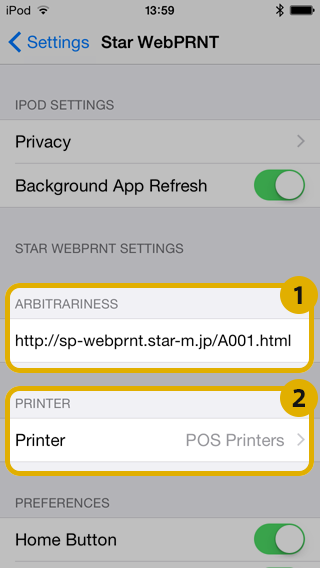 iPod 13:59
Settings Star WebPRNT
IPOD SETTINGS
Privacy
Background App Refresh
STAR WEBPRNT SETTINGS
1
ARBITRARINESS
http://sp-webprnt.star-m.jp/A001.html
2
PRINTER
Printer POS Printers
PREFERENCES
Home Button